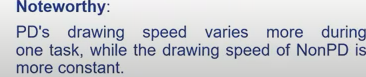 Noteworthy:
PD's drawing speed varies more during
one task, while the drawing speed of NonPD is
more constant.